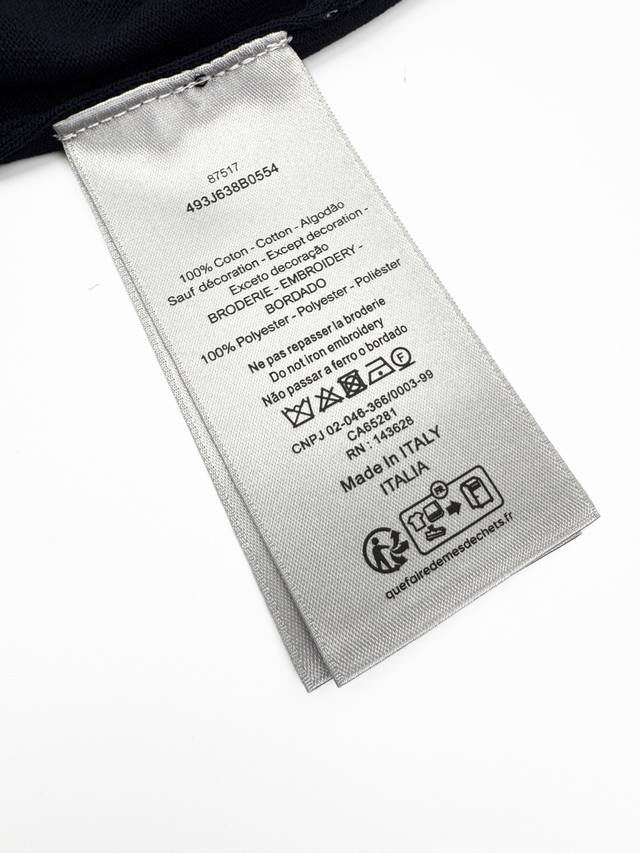 87517
493J638B0554
100% Coton - Cotton - Algodão
Sauf décoration - Except decoration -
Exceto decoração
BRODERIE - EMBROIDERY -
BORDADO
100% Polyester - Polyester - Poliéster
Ne pas repasser la broderie
Do not iron embroidery
Não passar a ferro o bordado
F
CNPJ 02-046-366/0003-99
CA65281
RN : 143628
Made In ITALY
ITALIA
FR
quefairedemesdechets.fr